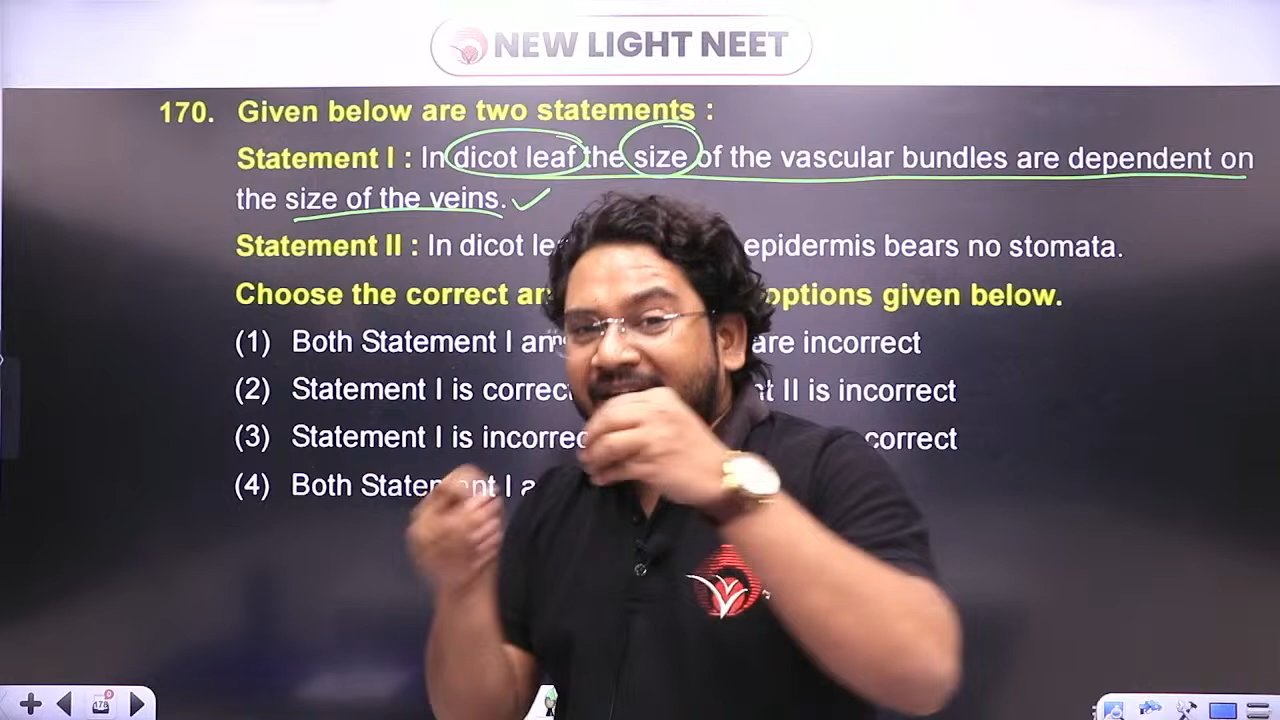 NEW LIGHT NEET
170. Given below are two statements :
Statement I : In dicot leaf the size of the vascular bundles are dependent on
the size of the veins.
Statement II : In dicot epidermis bears no stomata.
Choose the correct options given below.
(1) Both Statement I are incorrect
(2) Statement I is correct II is incorrect
(3) Statement I is incorrect correct
(4) Both Statement I
178